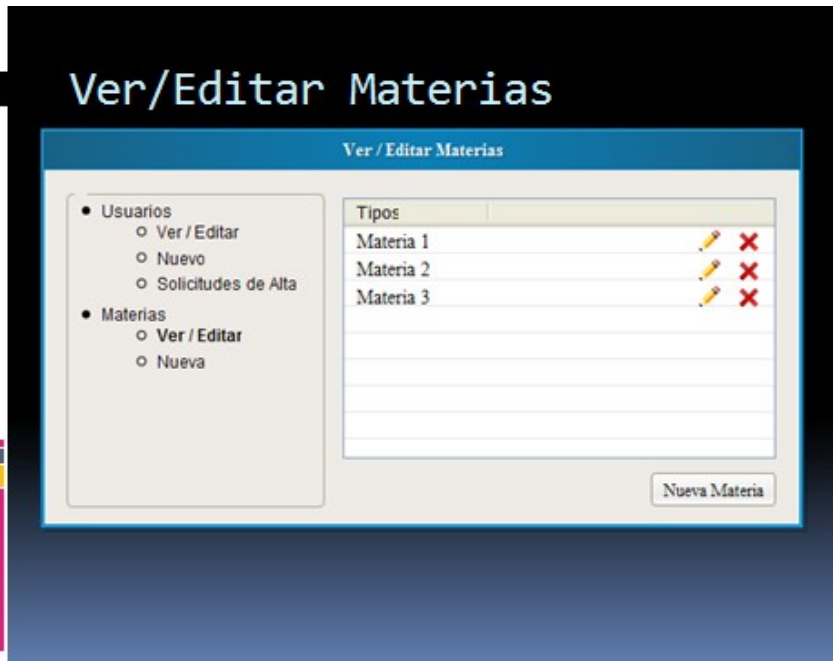 Ver/Editar Materias
Ver / Editar Materias
Usuarios
Ver / Editar
Nuevo
Solicitudes de Alta
Materias
Ver / Editar
Nueva
Tipos
Materia 1
Materia 2
Materia 3
Nueva Materia